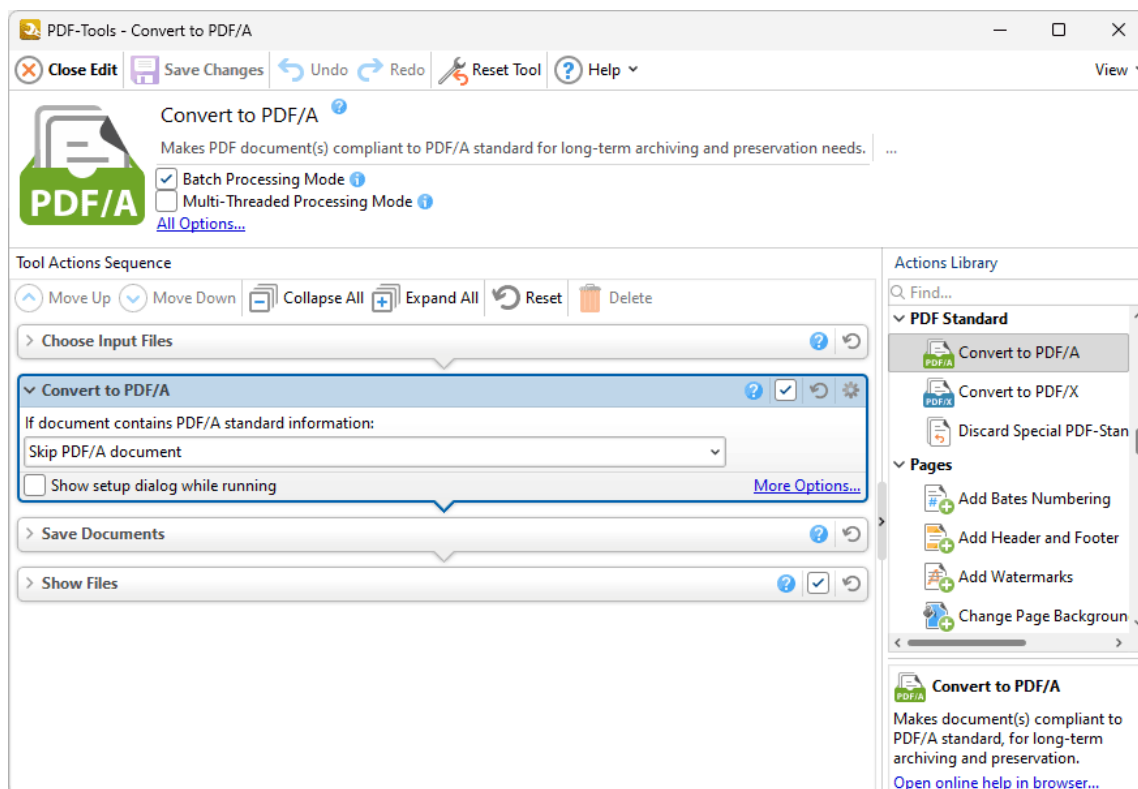 PDF-Tools - Convert to PDF/A
Close Edit Save Changes Undo Redo Reset Tool Help View
Convert to PDF/A
Makes PDF document(s) compliant to PDF/A standard for long-term archiving and preservation needs. ...
Batch Processing Mode
Multi-Threaded Processing Mode
All Options...
PDF/A
Tool Actions Sequence
Move Up Move Down Collapse All Expand All Reset Delete
Choose Input Files
Convert to PDF/A
If document contains PDF/A standard information:
Skip PDF/A document
Show setup dialog while running More Options...
Save Documents
Show Files
Actions Library
Find...
PDF Standard
PDF/A Convert to PDF/A
PDF/X Convert to PDF/X
Discard Special PDF-Stan
Pages
Add Bates Numbering
Add Header and Footer
Add Watermarks
Change Page Backgroun
PDF/A Convert to PDF/A
Makes document(s) compliant to
PDF/A standard, for long-term
archiving and preservation.
Open online help in browser...